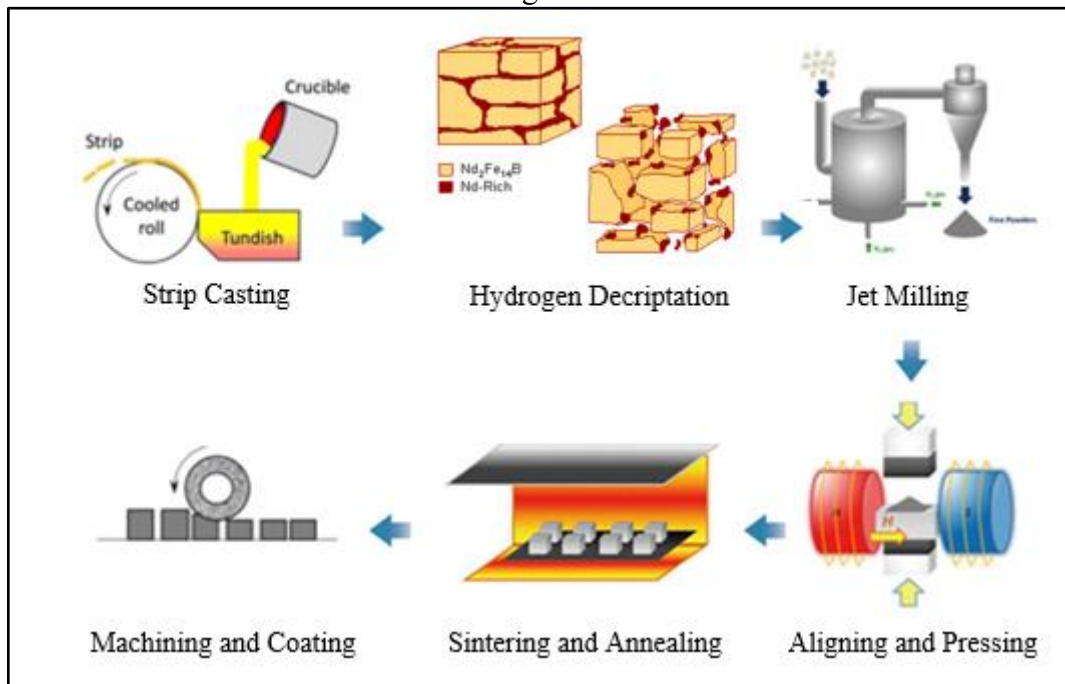 Crucible
Strip
Cooled
roll
Tundish
Nd₂Fe₁₄B
Nd-Rich
Fine Powders
Strip Casting
Hydrogen Decriptation
Jet Milling
H
Machining and Coating
Sintering and Annealing
Aligning and Pressing